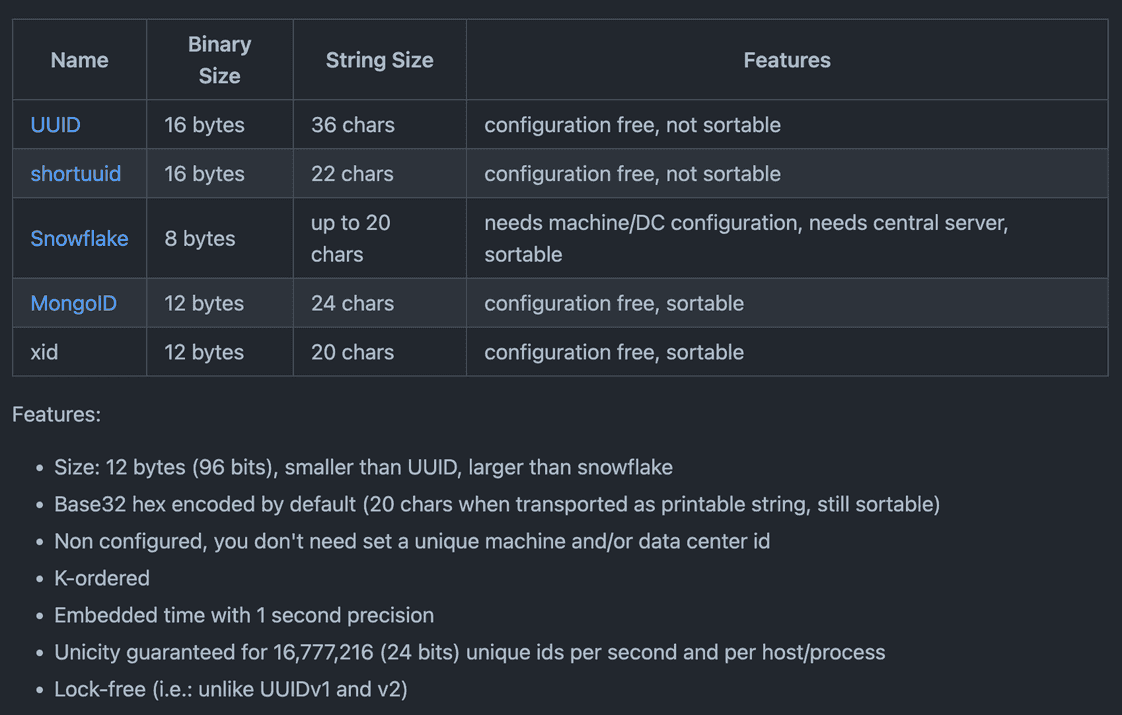 Name
Binary
Size
String Size
Features
UUID
16 bytes
36 chars
configuration free, not sortable
shortuuid
16 bytes
22 chars
configuration free, not sortable
Snowflake
8 bytes
up to 20
chars
needs machine/DC configuration, needs central server,
sortable
MongoID
12 bytes
24 chars
configuration free, sortable
xid
12 bytes
20 chars
configuration free, sortable
Features:
• Size: 12 bytes (96 bits), smaller than UUID, larger than snowflake
• Base32 hex encoded by default (20 chars when transported as printable string, still sortable)
• Non configured, you don't need set a unique machine and/or data center id
• K-ordered
• Embedded time with 1 second precision
• Unicity guaranteed for 16,777,216 (24 bits) unique ids per second and per host/process
• Lock-free (i.e.: unlike UUIDv1 and v2)